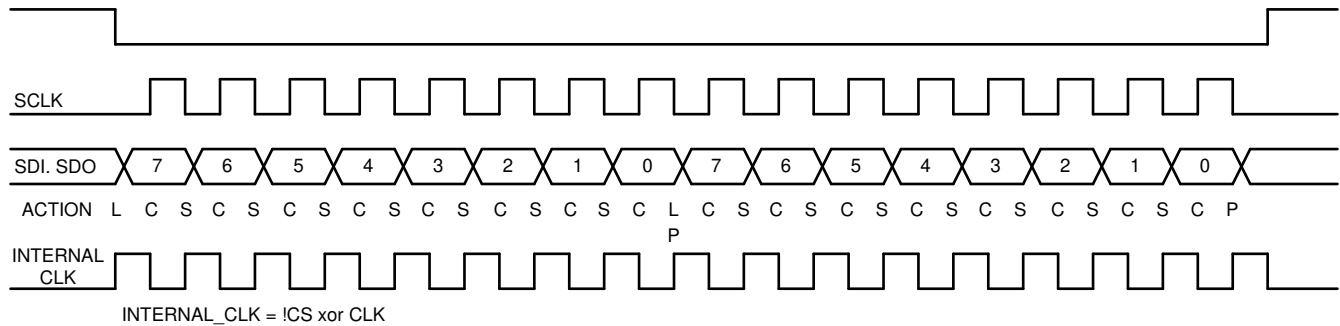 SCLK
SDI. SDO 7 6 5 4 3 2 1 0 7 6 5 4 3 2 1 0
ACTION L C S C S C S C S C S C S C S C L C S C S C S C S C S C S C S C P
P
INTERNAL
CLK
INTERNAL_CLK = !CS xor CLK